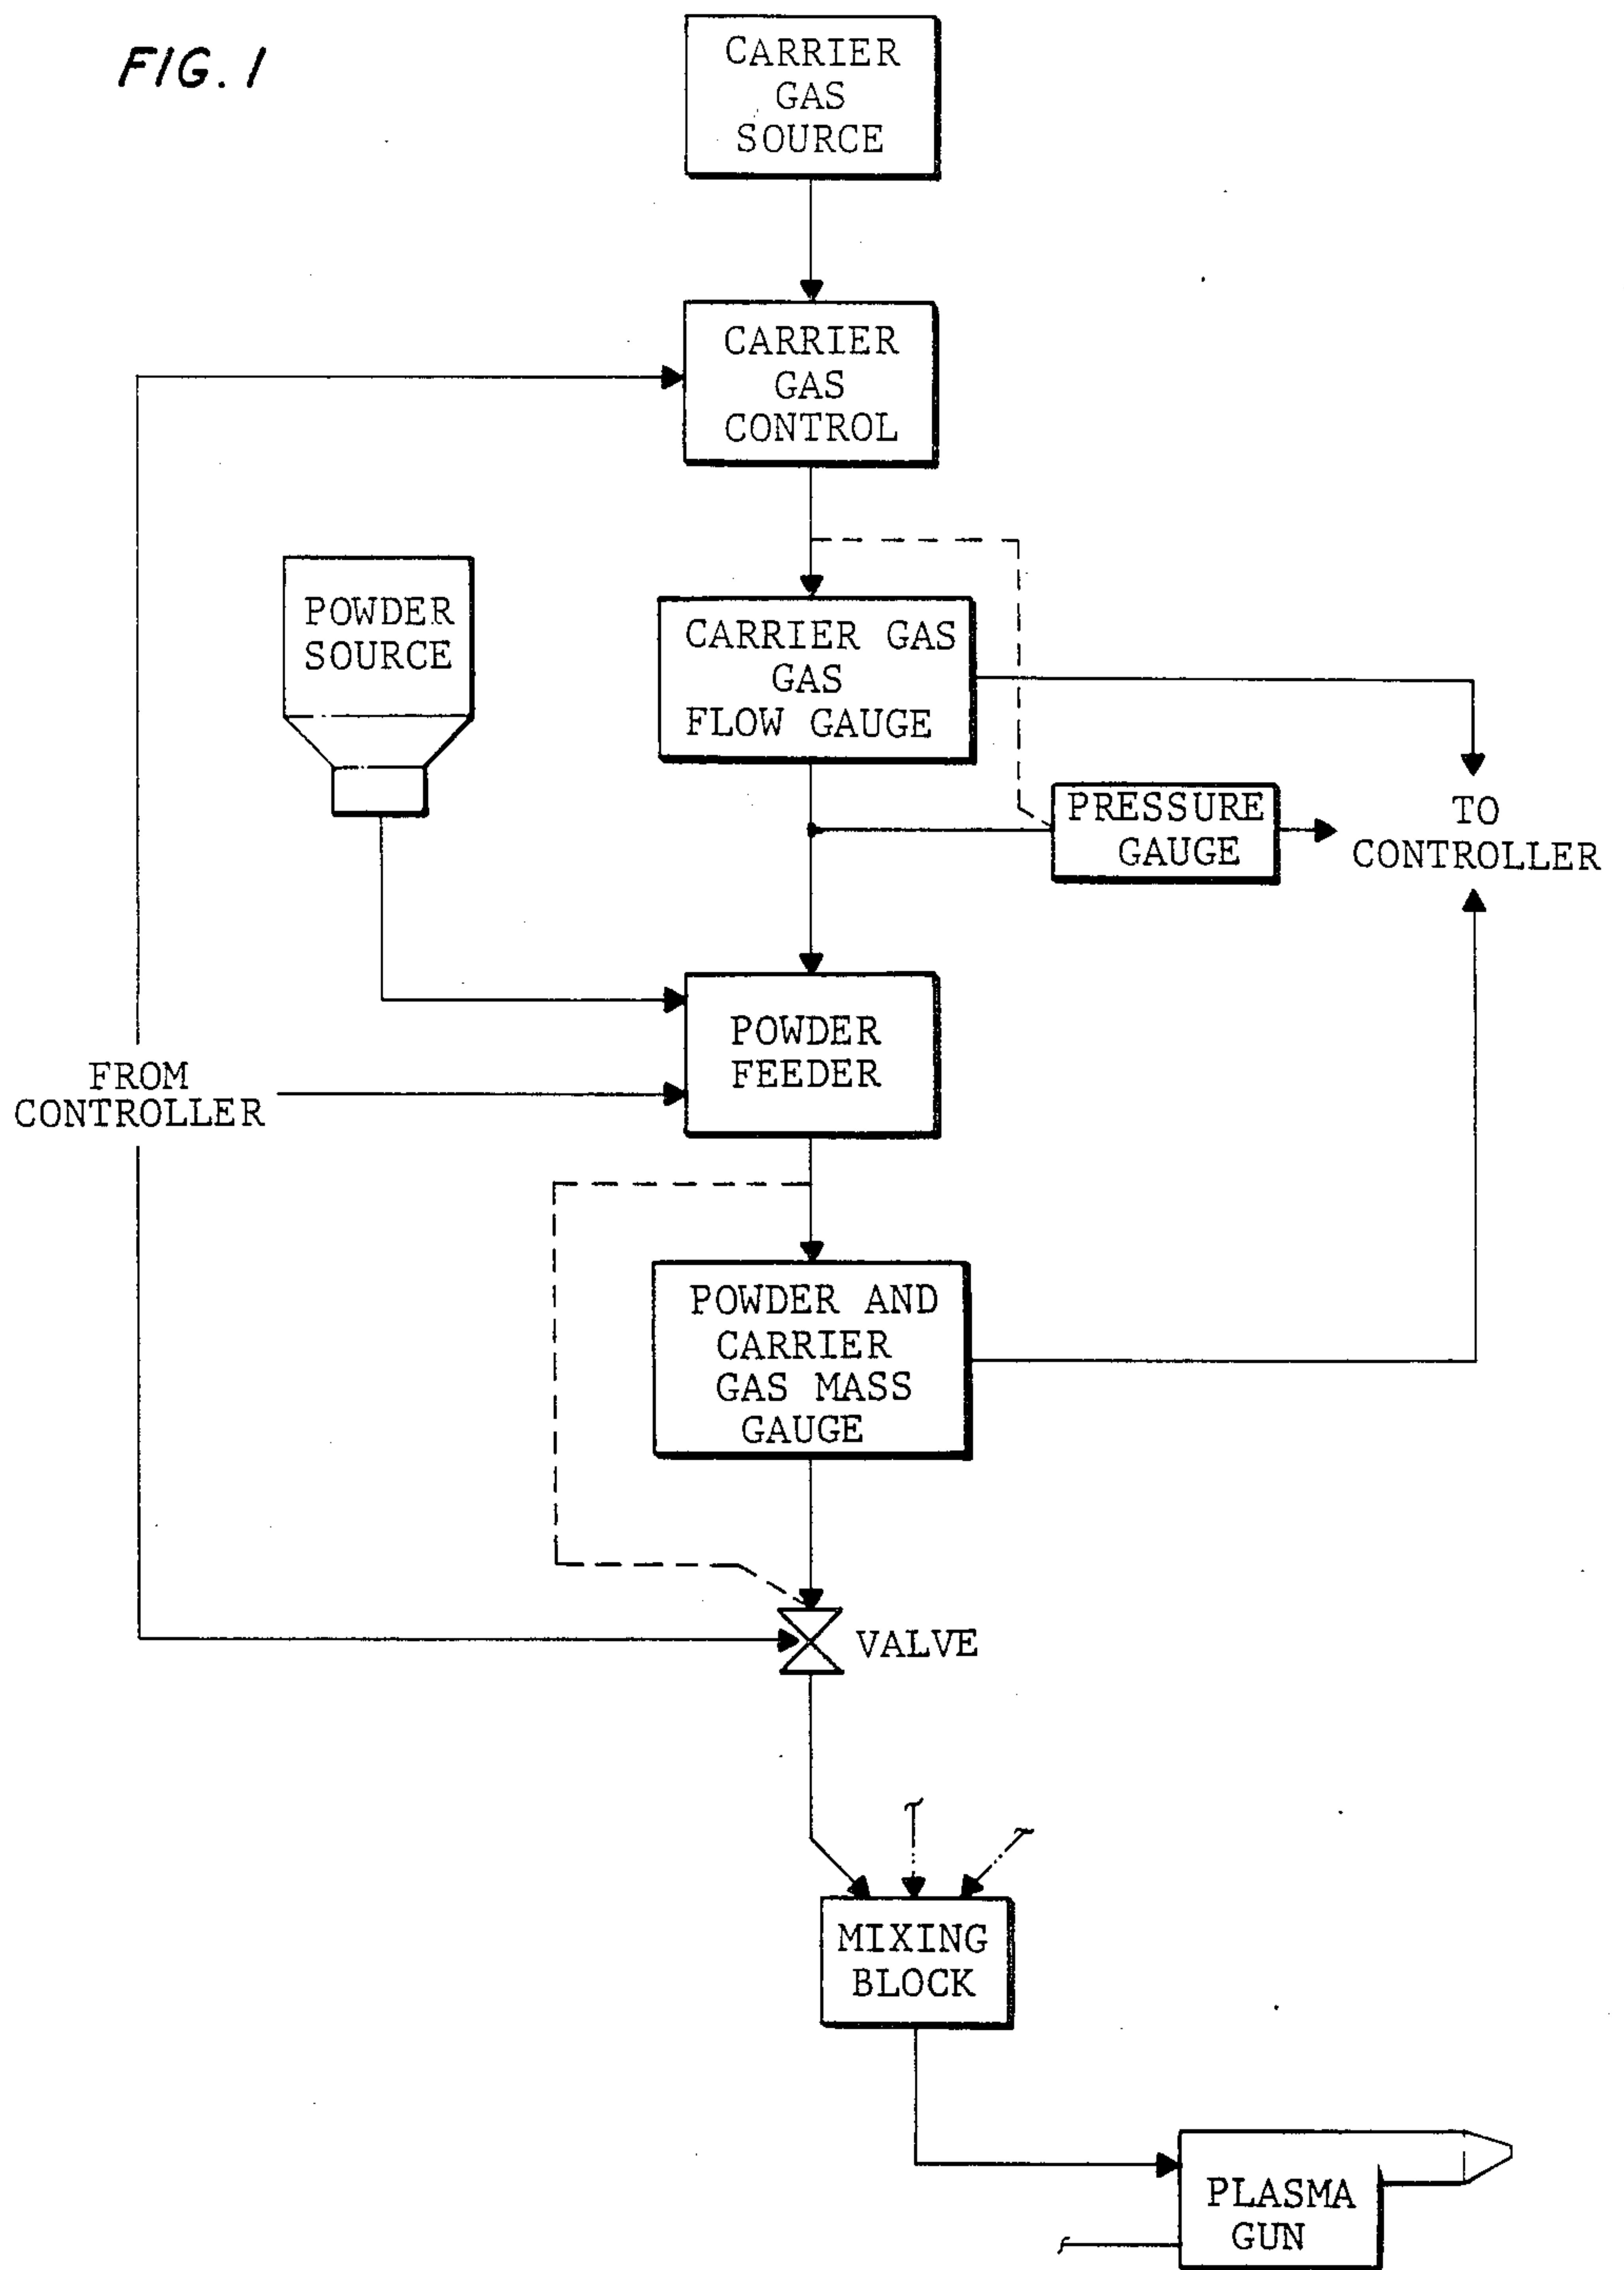 FIG. 1
CARRIER
GAS
SOURCE
CARRIER
GAS
CONTROL
POWDER
SOURCE
CARRIER GAS
GAS
FLOW GAUGE
PRESSURE
GAUGE
TO
CONTROLLER
POWDER
FEEDER
FROM
CONTROLLER
POWDER AND
CARRIER
GAS MASS
GAUGE
VALVE
MIXING
BLOCK
PLASMA
GUN